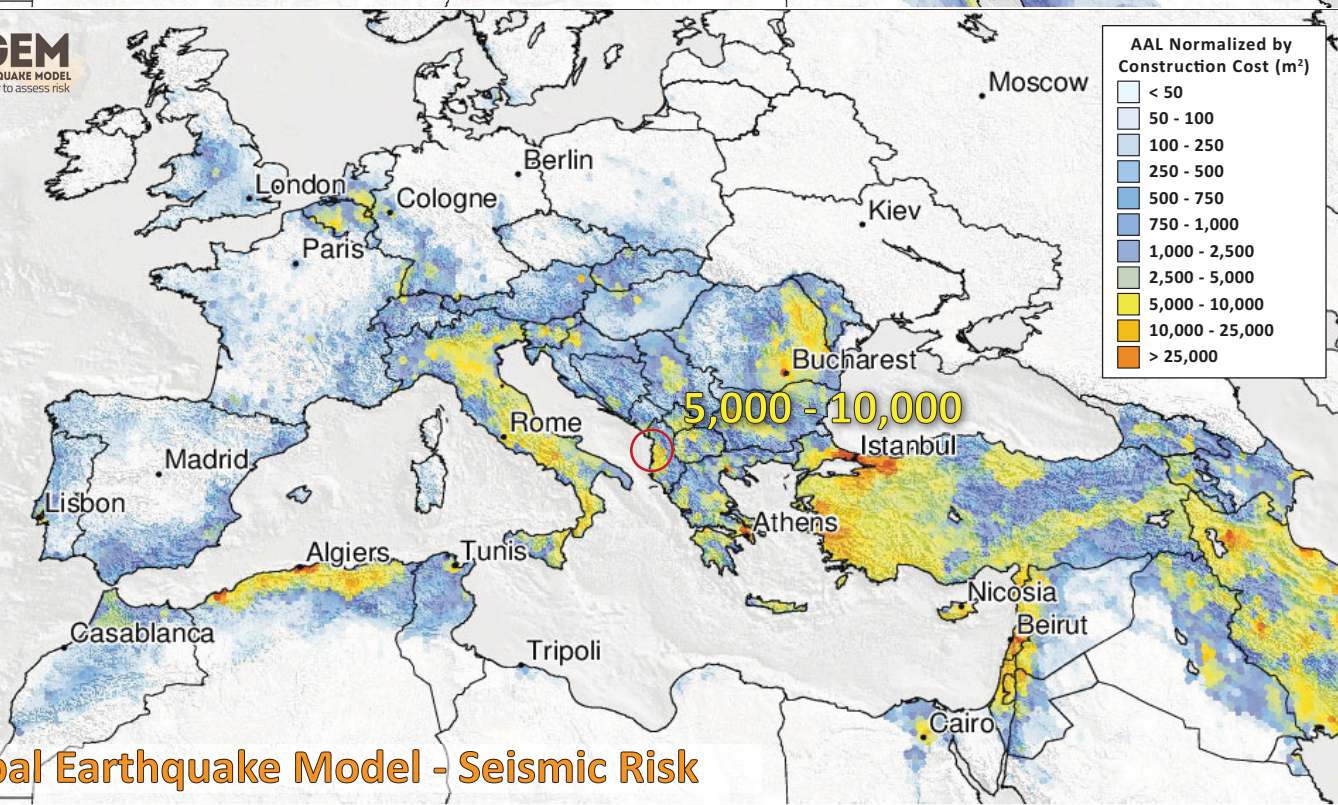 GEM
QUAKE MODEL
to assess risk
AAL Normalized by
Construction Cost (m²)
< 50
50 - 100
100 - 250
250 - 500
500 - 750
750 - 1,000
1,000 - 2,500
2,500 - 5,000
5,000 - 10,000
10,000 - 25,000
> 25,000
Moscow
Berlin
London
Cologne
Kiev
Paris
Bucharest
5,000 - 10,000
Rome
Istanbul
Madrid
Lisbon
Athens
Algiers
Tunis
Nicosia
Beirut
Casablanca
Tripoli
Cairo
bal Earthquake Model - Seismic Risk